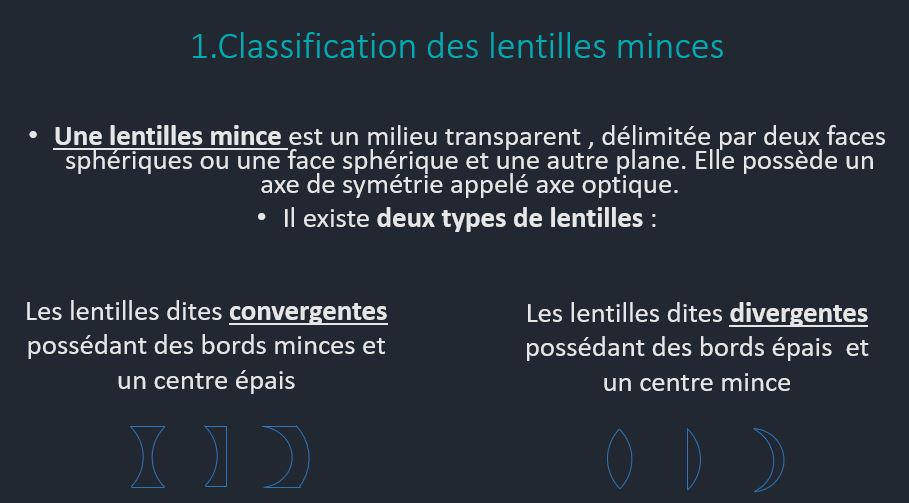 1.Classification des lentilles minces
• Une lentilles mince est un milieu transparent , délimitée par deux faces
sphériques ou une face sphérique et une autre plane. Elle possède un
axe de symétrie appelé axe optique.
• Il existe deux types de lentilles :
Les lentilles dites convergentes
possédant des bords minces et
un centre épais
Les lentilles dites divergentes
possédant des bords épais  et
un centre mince